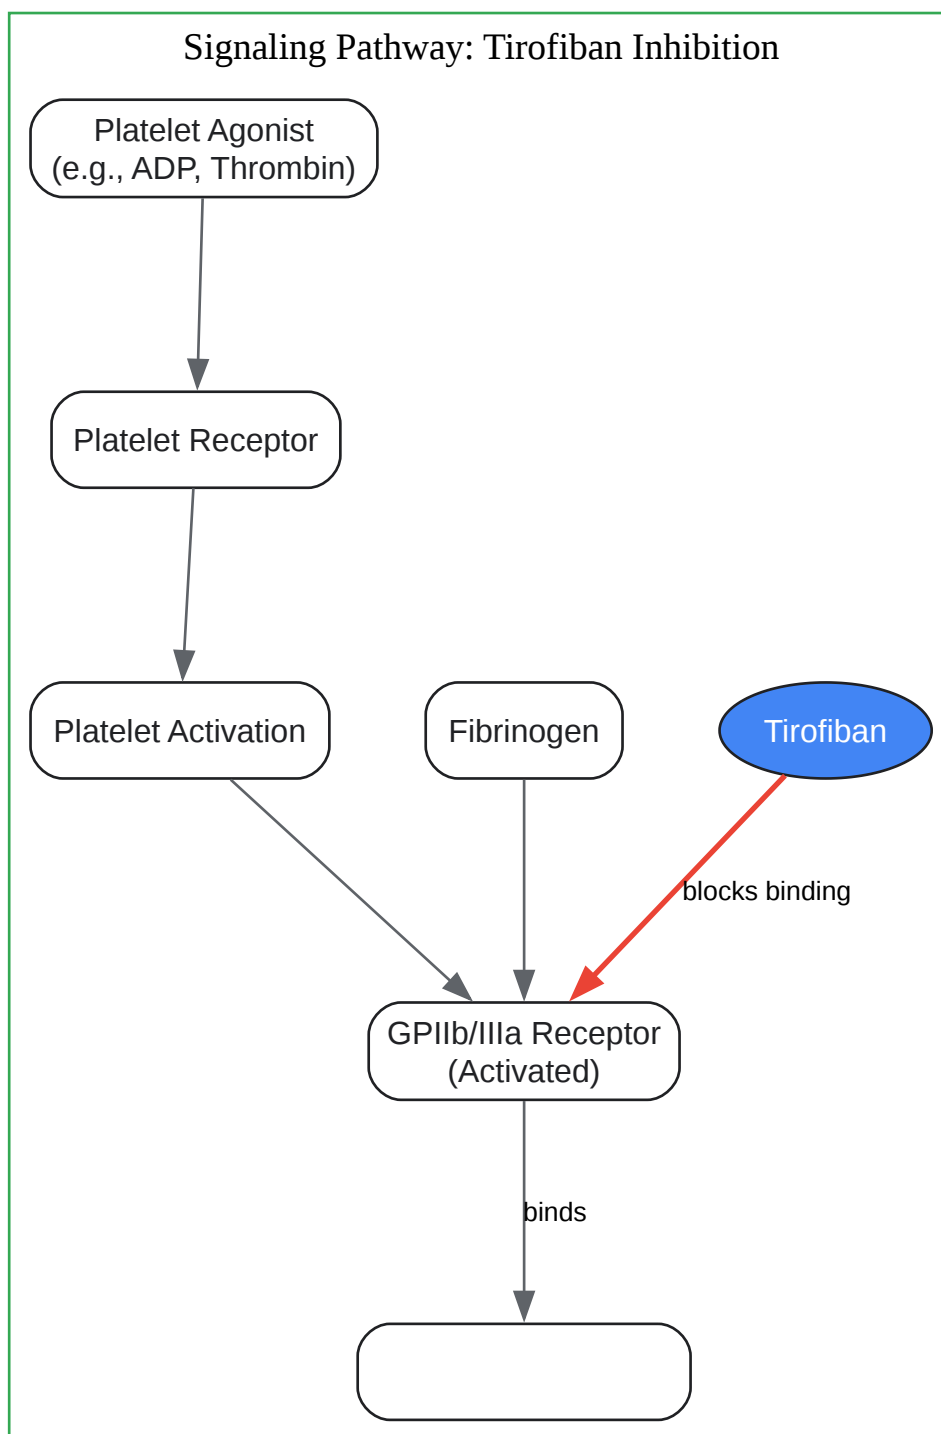 Signaling Pathway: Tirofiban Inhibition
Platelet Agonist
(e.g., ADP, Thrombin)
Platelet Receptor
Platelet Activation
Fibrinogen
Tirofiban
blocks binding
GPIIb/IIIa Receptor
(Activated)
binds